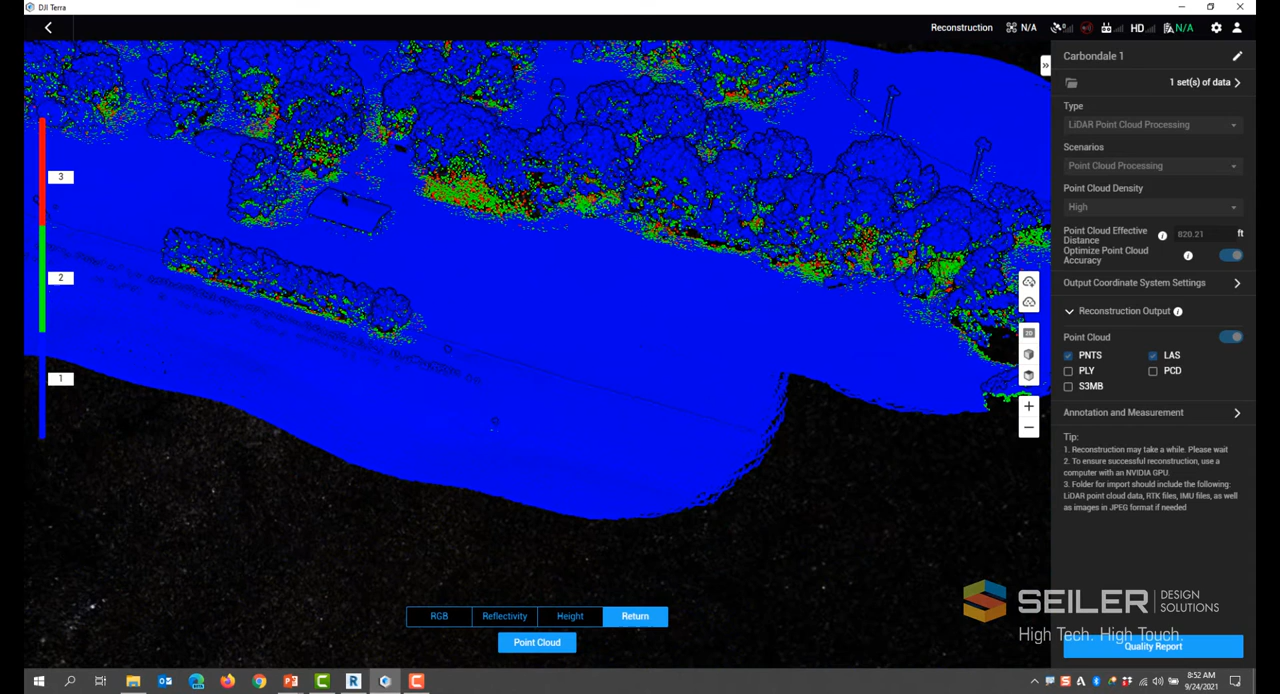 DJI Terra
Reconstruction
N/A
HD
N/A
Carbondale 1
1 set(s) of data
Type
LiDAR Point Cloud Processing
Scenarios
Point Cloud Processing
Point Cloud Density
High
Point Cloud Effective
Distance
820.21
ft
Optimize Point Cloud
Accuracy
Output Coordinate System Settings
Reconstruction Output
Point Cloud
PNTS
LAS
PLY
PCD
S3MB
Annotation and Measurement
Tip:
1. Reconstruction may take a while. Please wait
2. To ensure successful reconstruction, use a
computer with an NVIDIA GPU.
3. Folder for import should include the following:
LiDAR point cloud data, RTK files, IMU files, as well
as images in JPEG format if needed
3
2
1
2D
RGB
Reflectivity
Height
Return
Point Cloud
SEILER
DESIGN
SOLUTIONS
High Tech. High Touch.
Quality Report
8:52 AM
9/24/2021